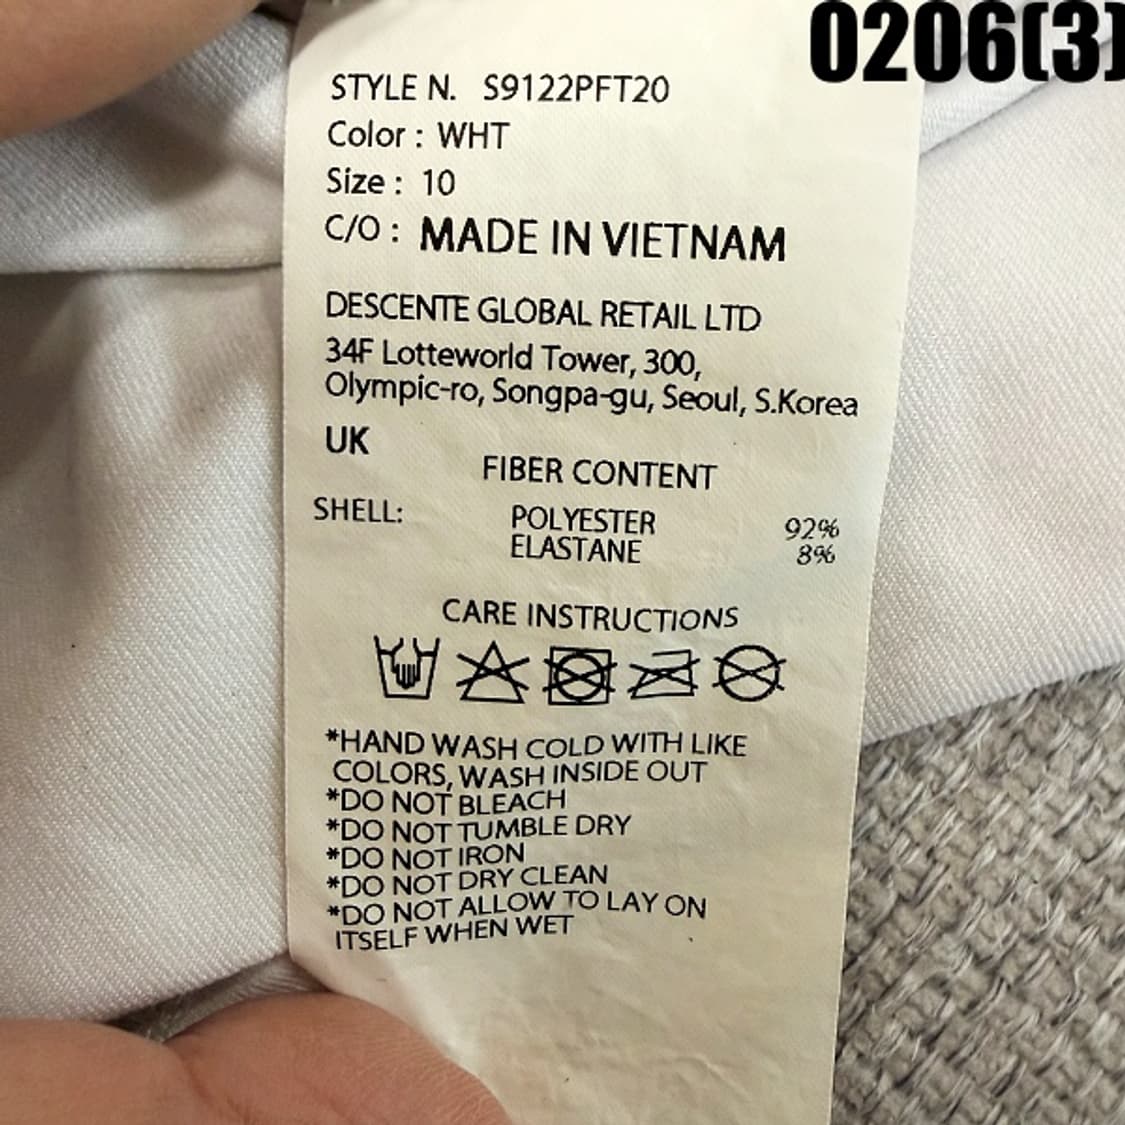 0206(3)
STYLE N. S9122PFT20
Color : WHT
Size : 10
C/O : MADE IN VIETNAM
DESCENTE GLOBAL RETAIL LTD
34F Lotteworld Tower, 300,
Olympic-ro, Songpa-gu, Seoul, S.Korea
UK
FIBER CONTENT
SHELL: POLYESTER 92%
ELASTANE 8%
CARE INSTRUCTIONS
*HAND WASH COLD WITH LIKE
COLORS, WASH INSIDE OUT
*DO NOT BLEACH
*DO NOT TUMBLE DRY
*DO NOT IRON
*DO NOT DRY CLEAN
*DO NOT ALLOW TO LAY ON
ITSELF WHEN WET